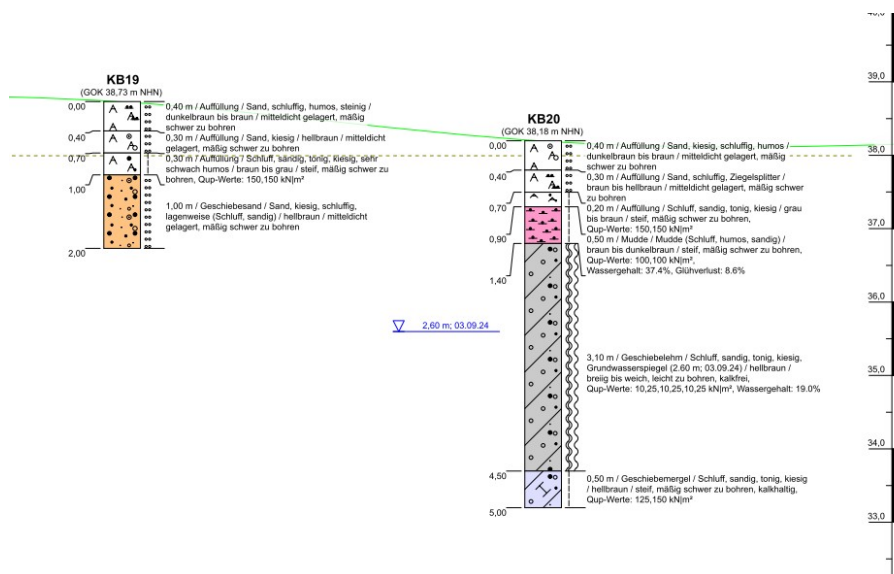 KB19
(GOK 38,73 m NHN)
0,00
0,40
0,70
1,00
2,00
0,40 m / Auffüllung / Sand, schluffig, humos, steinig /
dunkelbraun bis braun / mitteldicht gelagert, mäßig
schwer zu bohren
0,30 m / Auffüllung / Sand, kiesig / hellbraun / mitteldicht
gelagert, mäßig schwer zu bohren
0,30 m / Auffüllung / Schluff, sandig, tonig, kiesig, sehr
schwach humos / braun bis grau / steif, mäßig schwer zu
bohren, Qup-Werte: 150,150 kN|m²
1,00 m / Geschiebesand / Sand, kiesig, schluffig,
lagenweise (Schluff, sandig) / hellbraun / mitteldicht
gelagert, mäßig schwer zu bohren
2,60 m; 03.09.24
KB20
(GOK 38,18 m NHN)
0,00
0,40
0,70
0,90
1,40
4,50
5,00
0,40 m / Auffüllung / Sand, kiesig, schluffig, humos /
dunkelbraun bis braun / mitteldicht gelagert, mäßig
schwer zu bohren
0,30 m / Auffüllung / Sand, schluffig, Ziegelsplitter /
braun bis hellbraun / mitteldicht gelagert, mäßig schwer
zu bohren
0,20 m / Auffüllung / Schluff, sandig, tonig, kiesig / grau
bis braun / steif, mäßig schwer zu bohren,
Qup-Werte: 150,150 kN|m²
0,50 m / Mudde / Mudde (Schluff, humos, sandig) /
braun bis dunkelbraun / steif, mäßig schwer zu bohren,
Qup-Werte: 100,100 kN|m²,
Wassergehalt: 37.4%, Glühverlust: 8.6%
3,10 m / Geschiebelehm / Schluff, sandig, tonig, kiesig,
Grundwasserspiegel (2.60 m; 03.09.24) / hellbraun /
breiig bis weich, leicht zu bohren, kalkfrei,
Qup-Werte: 10,25,10,25,10,25 kN|m², Wassergehalt: 19.0%
0,50 m / Geschiebemergel / Schluff, sandig, tonig, kiesig
/ hellbraun / steif, mäßig schwer zu bohren, kalkhaltig,
Qup-Werte: 125,150 kN|m²
39,0
38,0
37,0
36,0
35,0
34,0
33,0